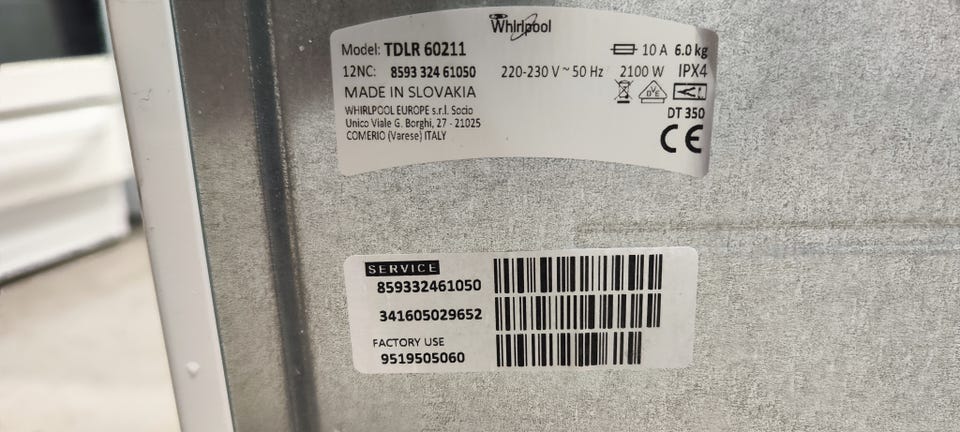 Whirlpool
Model: TDLR 60211 10 A 6.0 kg
12NC: 8593 324 61050 220-230 V ~ 50 Hz 2100 W IPX4
MADE IN SLOVAKIA
WHIRLPOOL EUROPE s.r.l. Socio
Unico Viale G. Borghi, 27 - 21025
COMERIO (Varese) ITALY
DVE
DT 350
CE
SERVICE
859332461050
341605029652
FACTORY USE
9519505060